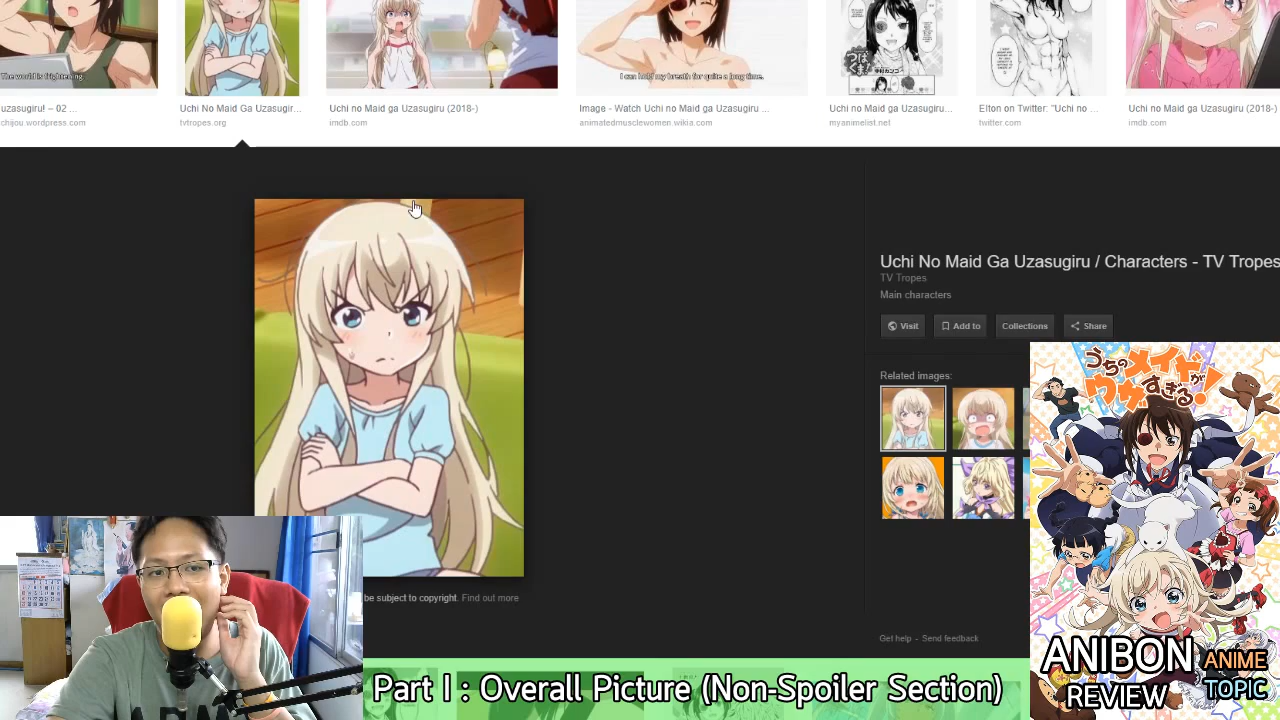 The world is frightening.
I can hold my breath for quite a long time.
uzasugiru! – 02 ...
chijou.wordpress.com
Uchi No Maid Ga Uzasugir...
tvtropes.org
Uchi no Maid ga Uzasugiru (2018-)
imdb.com
Image - Watch Uchi no Maid ga Uzasugiru ...
animatedmusclewomen.wikia.com
Uchi no Maid ga Uzasugiru...
myanimelist.net
Elton on Twitter: "Uchi no ...
twitter.com
Uchi no Maid ga Uzasugiru (2018-)
imdb.com
Uchi No Maid Ga Uzasugiru / Characters - TV Tropes
TV Tropes
Main characters
Visit
Add to
Collections
Share
Related images:
be subject to copyright. Find out more
Get help - Send feedback
うちの
メイドが
ウザすぎる!
ANIBON
REVIEW
ANIME
TOPIC
Part I : Overall Picture (Non-Spoiler Section)